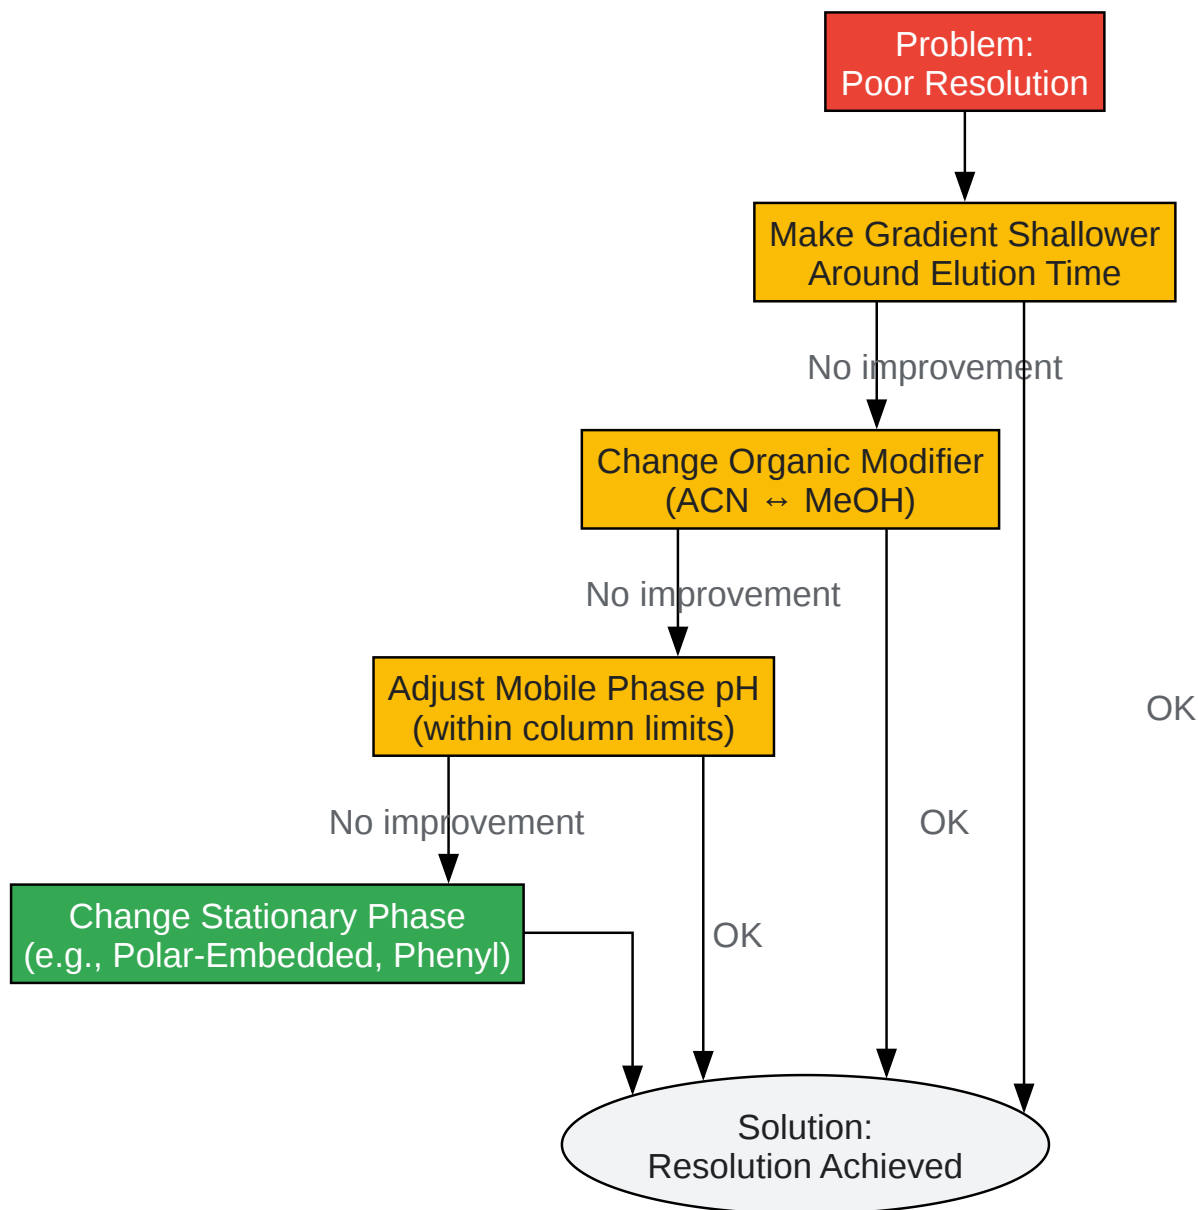 Problem:
Poor Resolution
Make Gradient Shallower
Around Elution Time
No improvement
Change Organic Modifier
(ACN ↔ MeOH)
No improvement
Adjust Mobile Phase pH
(within column limits)
OK
No improvement
OK
Change Stationary Phase
(e.g., Polar-Embedded, Phenyl)
OK
Solution:
Resolution Achieved